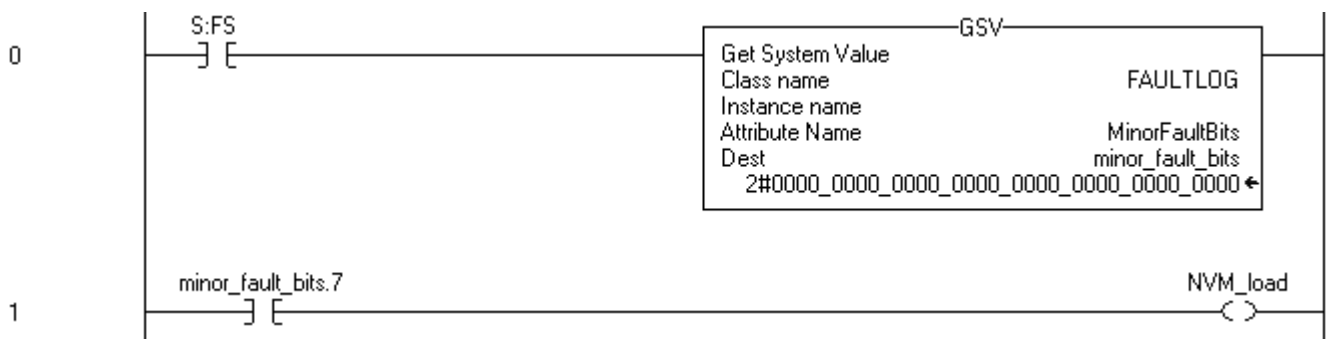 S:FS
GSV
0
Get System Value
Class name FAULTLOG
Instance name
Attribute Name MinorFaultBits
Dest minor_fault_bits
2#0000_0000_0000_0000_0000_0000_0000_0000
minor_fault_bits.7 NVM_load
1